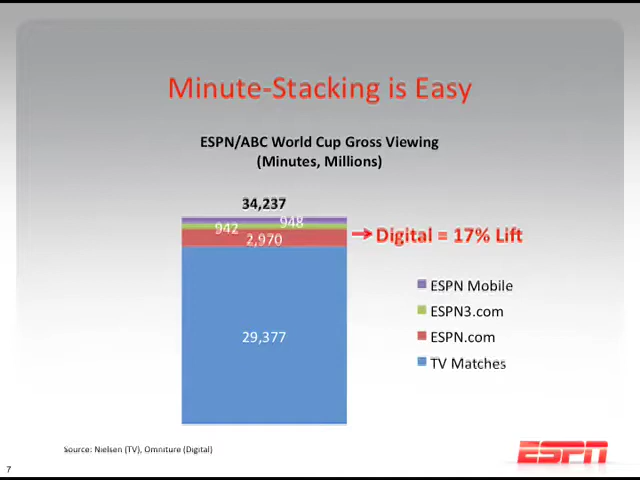 Minute-Stacking is Easy
ESPN/ABC World Cup Gross Viewing
(Minutes, Millions)
34,237
948
942
2,970
Digital = 17% Lift
29,377
ESPN Mobile
ESPN3.com
ESPN.com
TV Matches
Source: Nielsen (TV), Omniture (Digital)
ESPN
7